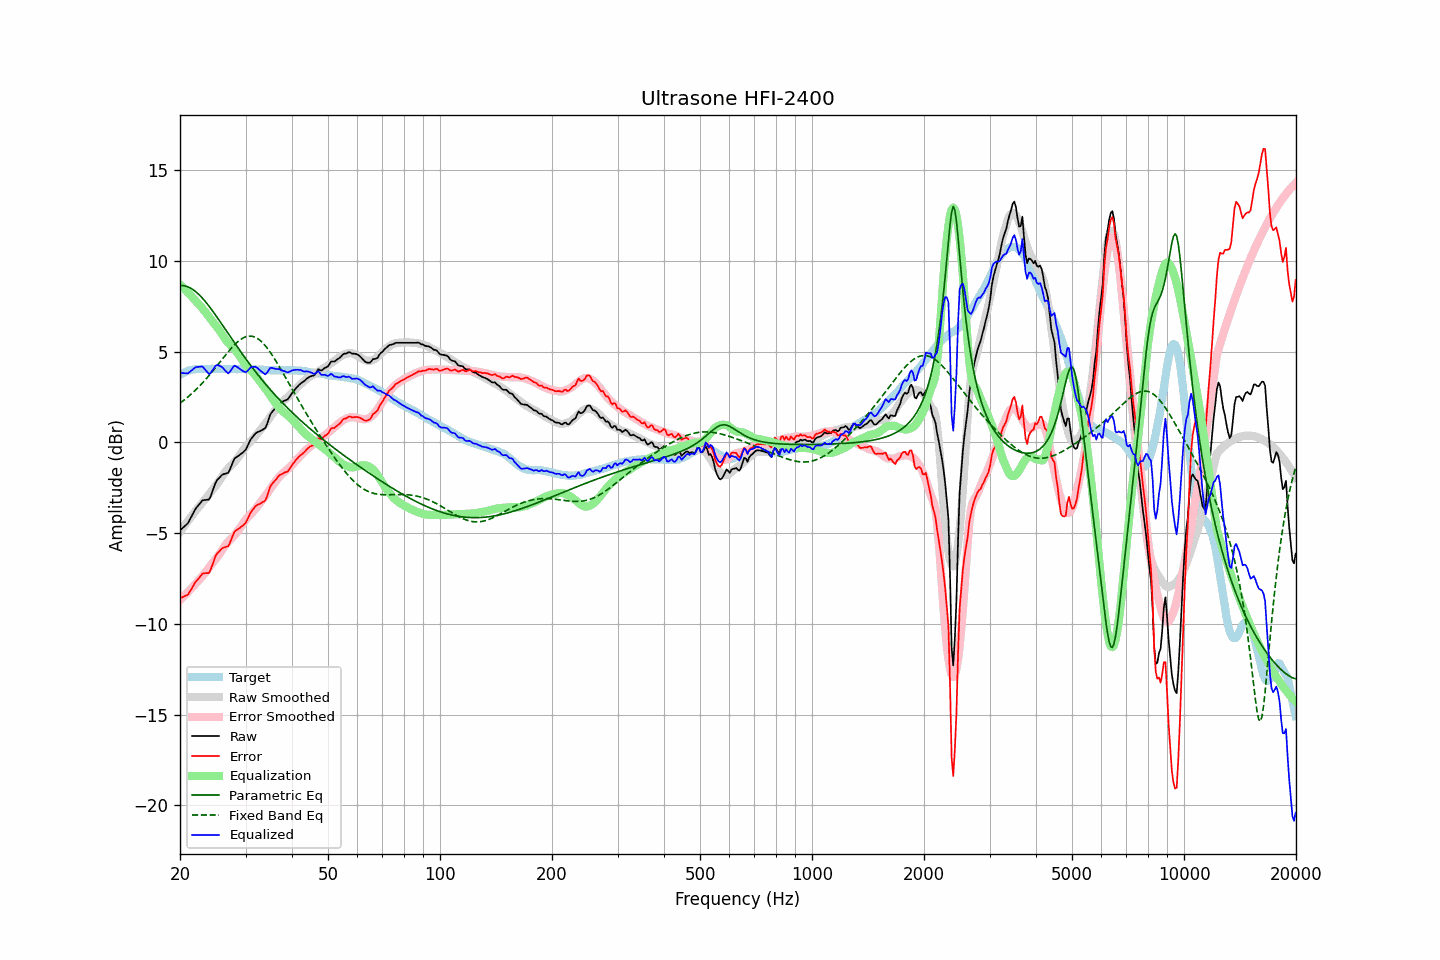 Ultrasone HFI-2400
Amplitude (dBr)
15
10
5
0
−5
−10
−15
−20
Target
Raw Smoothed
Error Smoothed
Raw
Error
Equalization
Parametric Eq
Fixed Band Eq
Equalized
20 50 100 200 500 1000 2000 5000 10000 20000
Frequency (Hz)